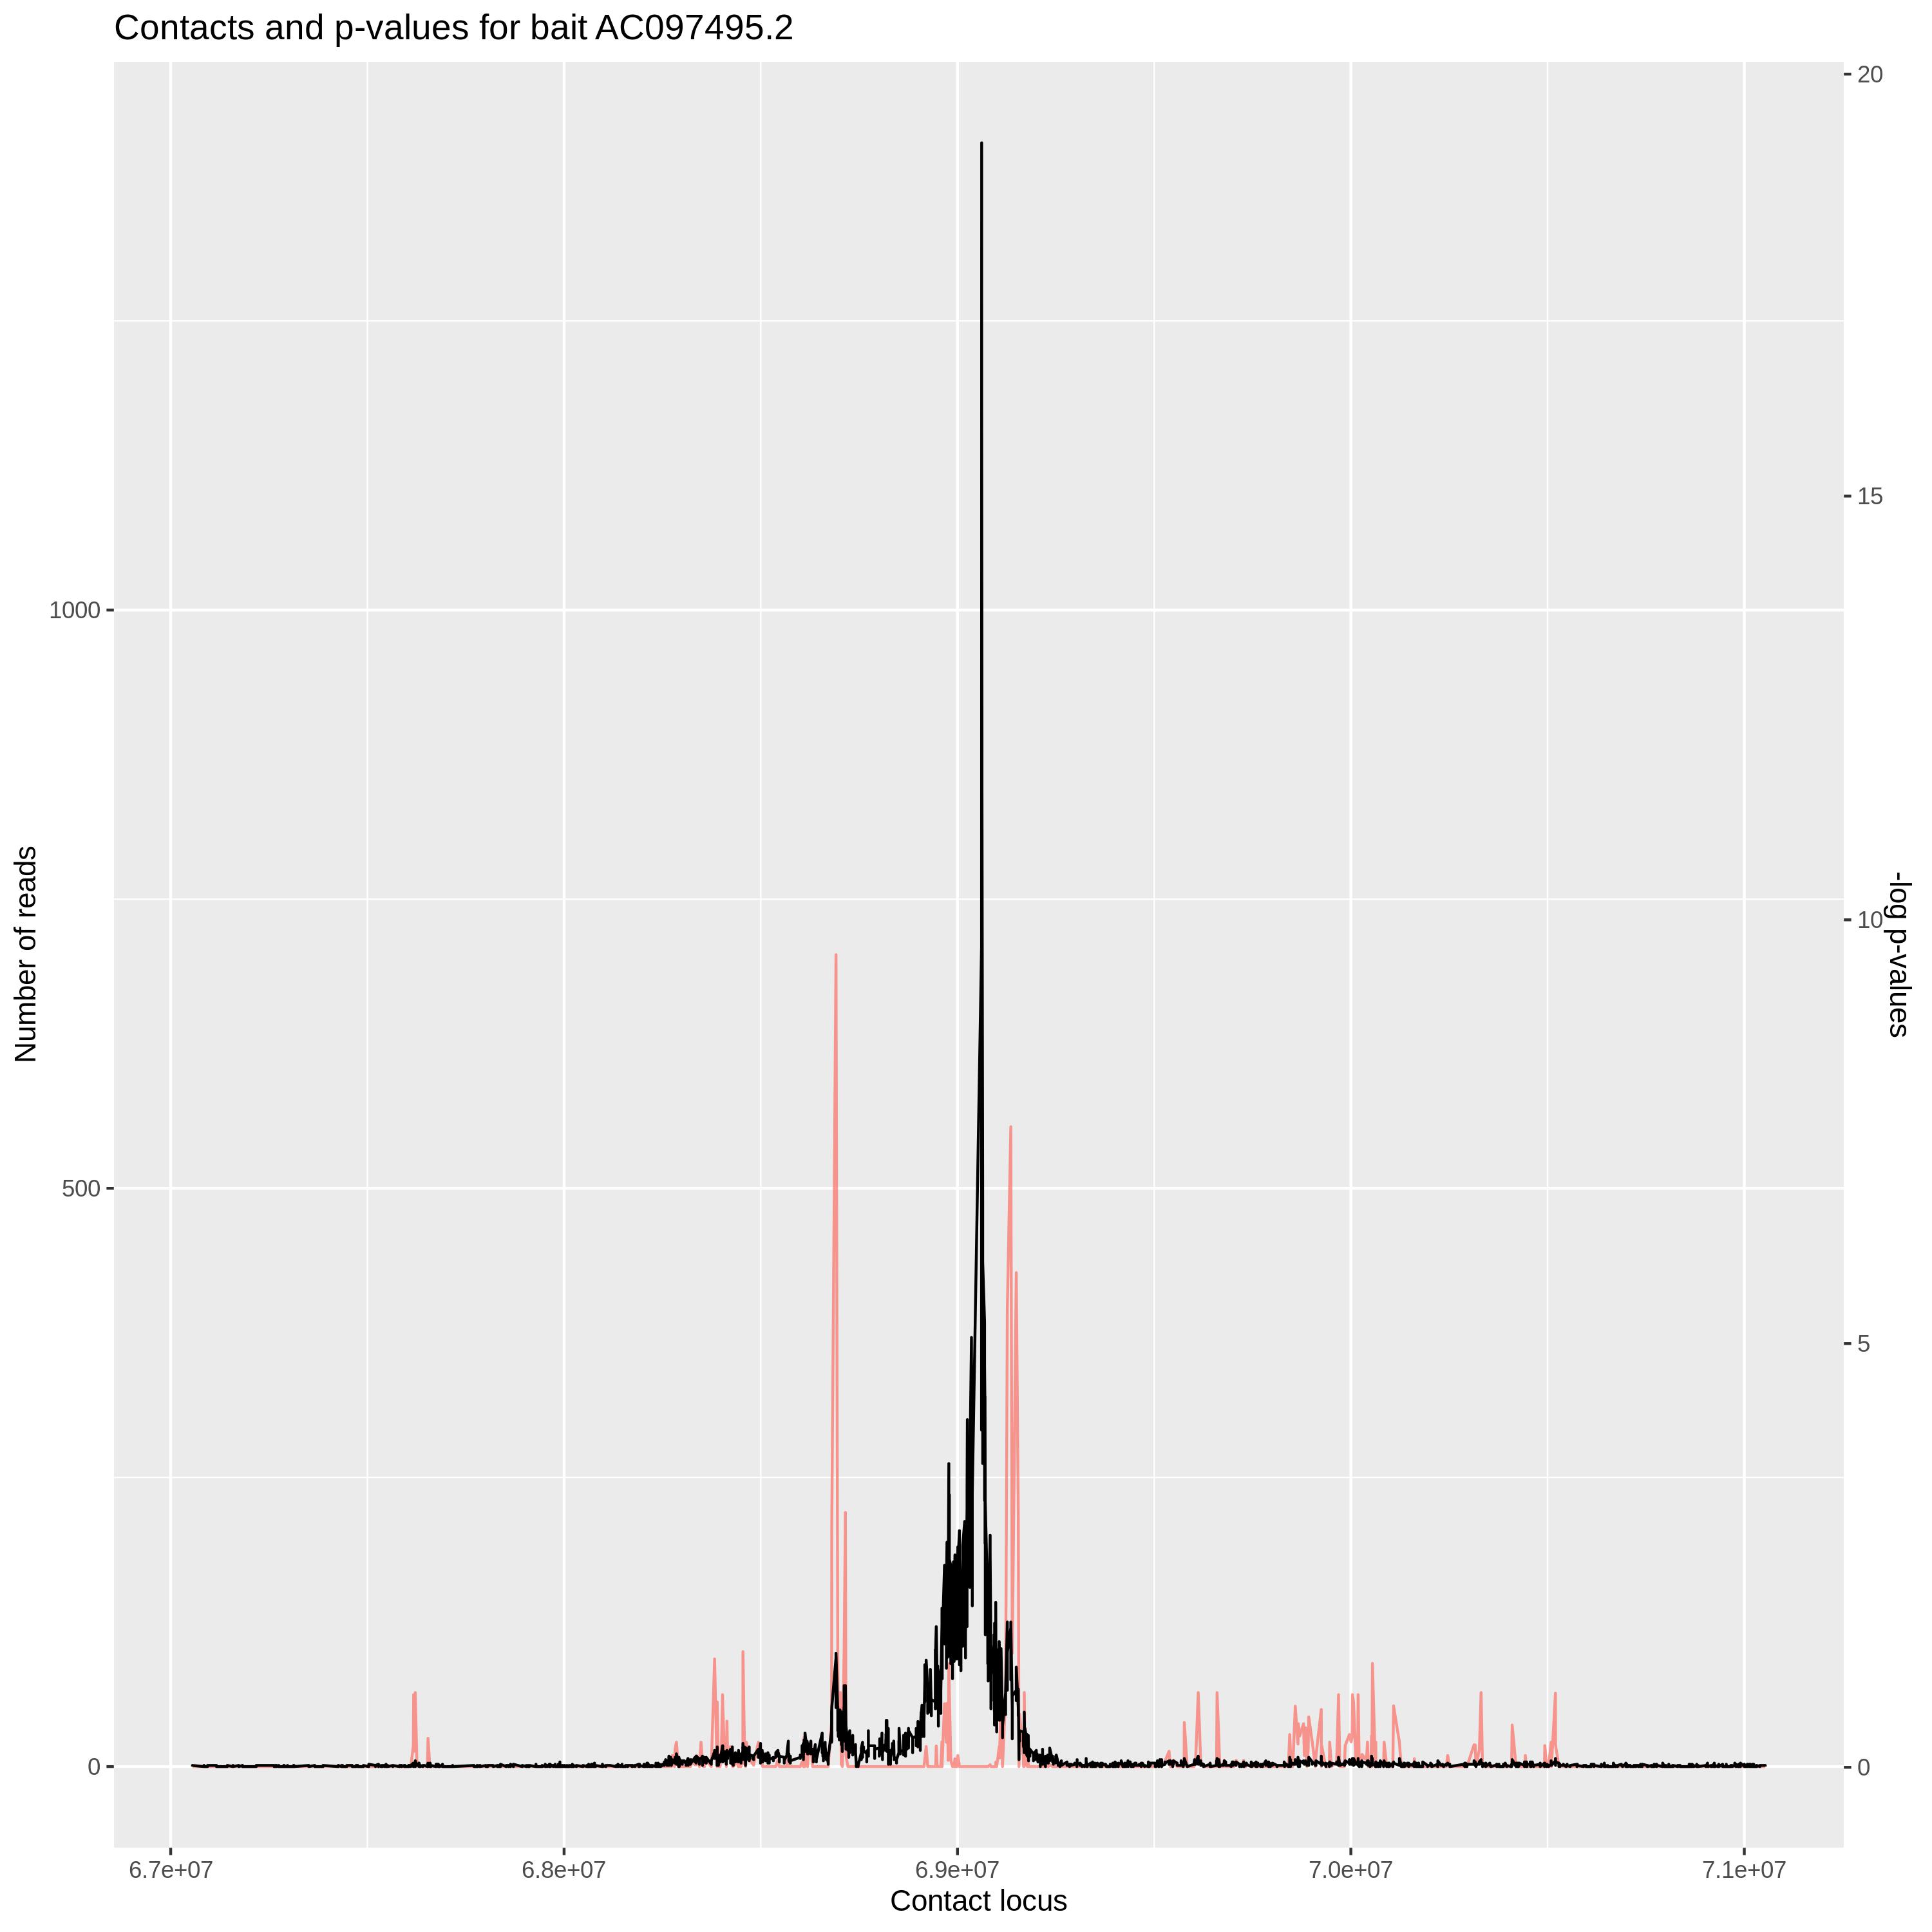 Contacts and p-values for bait AC097495.2
20
15
1000
10
Number of reads
-log p-values
500
5
0
0
6.7e+07 6.8e+07 6.9e+07 7.0e+07 7.1e+07
Contact locus